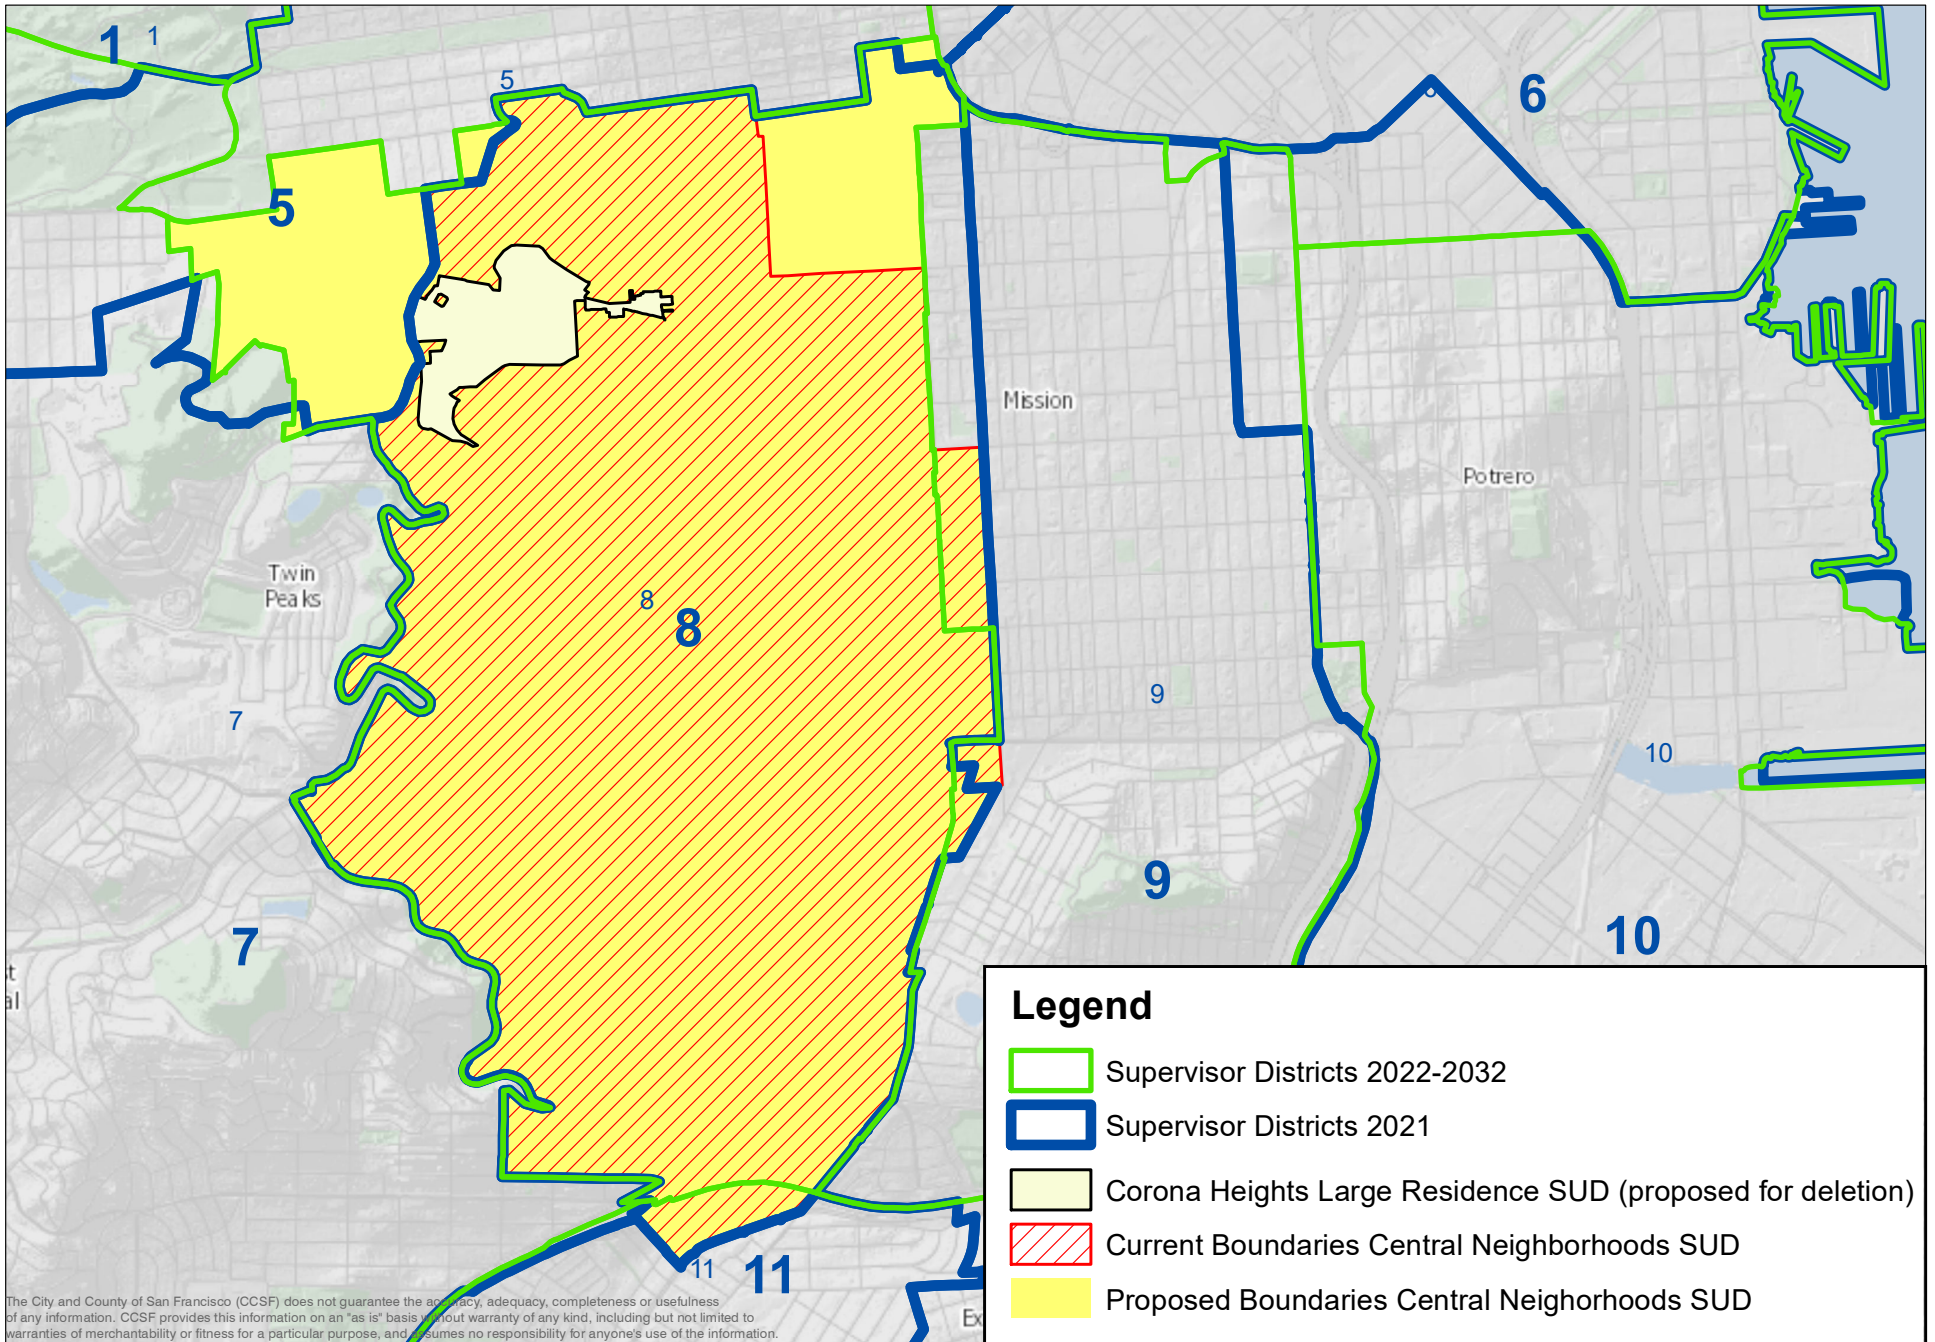 1 1
5
6
5
Mission
Potrero
Twin
Peaks
8
8
9
7
10
9
7
10
Legend
Supervisor Districts 2022-2032
Supervisor Districts 2021
Corona Heights Large Residence SUD (proposed for deletion)
Current Boundaries Central Neighborhoods SUD
Proposed Boundaries Central Neighorhoods SUD
11 11
The City and County of San Francisco (CCSF) does not guarantee the accuracy, adequacy, completeness or usefulness
of any information. CCSF provides this information on an "as is" basis without warranty of any kind, including but not limited to
warranties of merchantability or fitness for a particular purpose, and assumes no responsibility for anyone's use of the information.